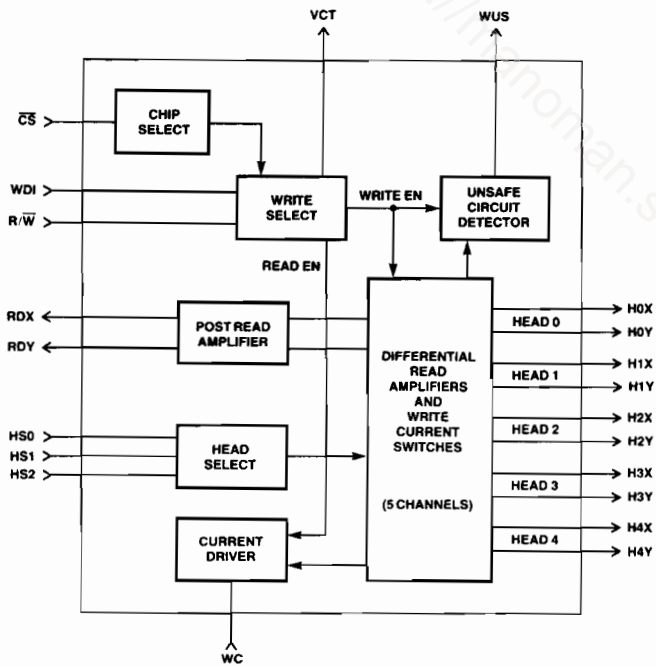 VCT
WUS
CS
CHIP
SELECT
WDI
R/W
WRITE
SELECT
WRITE EN
UNSAFE
CIRCUIT
DETECTOR
READ EN
RDX
RDY
POST READ
AMPLIFIER
DIFFERENTIAL
READ
AMPLIFIERS
AND
WRITE
CURRENT
SWITCHES
(5 CHANNELS)
H0X
HEAD 0
H0Y
H1X
HEAD 1
H1Y
H2X
HEAD 2
H2Y
H3X
HEAD 3
H3Y
H4X
HEAD 4
H4Y
HS0
HS1
HS2
HEAD
SELECT
CURRENT
DRIVER
WC
://manoman.s